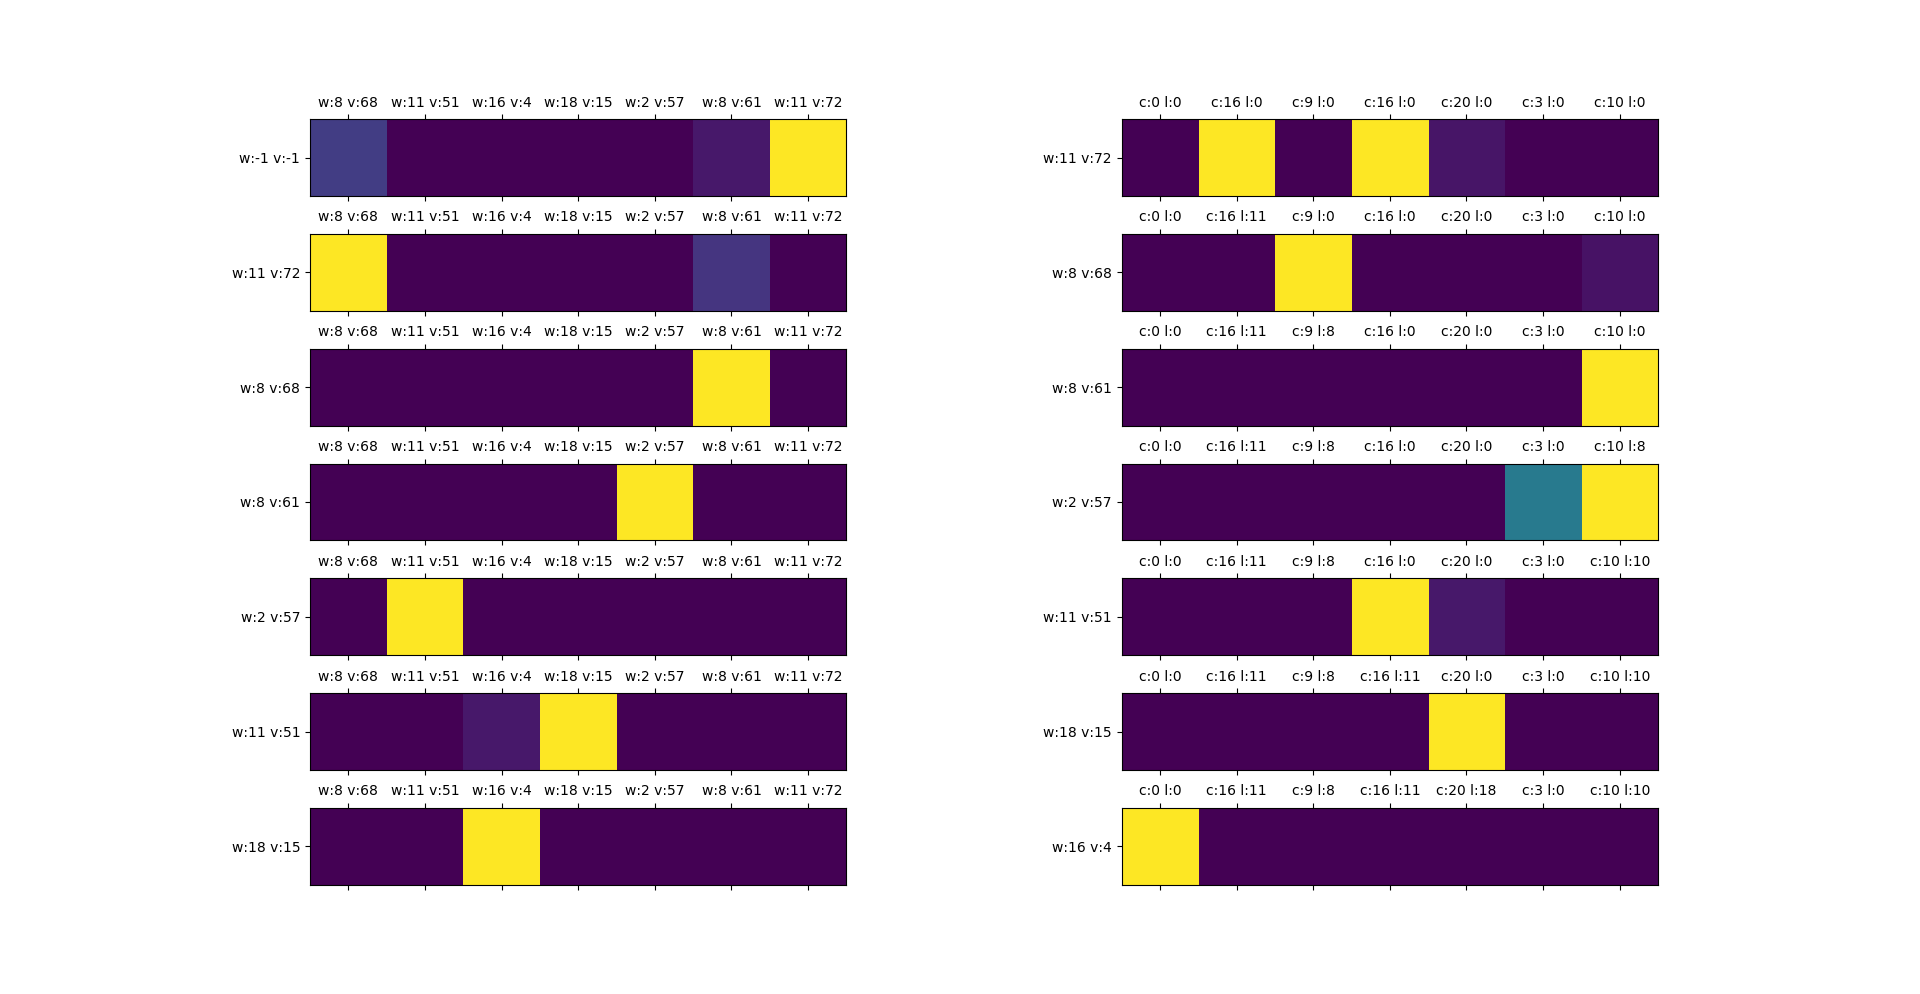 w:8 v:68 w:11 v:51 w:16 v:4 w:18 v:15 w:2 v:57 w:8 v:61 w:11 v:72
w:-1 v:-1
w:8 v:68 w:11 v:51 w:16 v:4 w:18 v:15 w:2 v:57 w:8 v:61 w:11 v:72
w:11 v:72
w:8 v:68 w:11 v:51 w:16 v:4 w:18 v:15 w:2 v:57 w:8 v:61 w:11 v:72
w:8 v:68
w:8 v:68 w:11 v:51 w:16 v:4 w:18 v:15 w:2 v:57 w:8 v:61 w:11 v:72
w:8 v:61
w:8 v:68 w:11 v:51 w:16 v:4 w:18 v:15 w:2 v:57 w:8 v:61 w:11 v:72
w:2 v:57
w:8 v:68 w:11 v:51 w:16 v:4 w:18 v:15 w:2 v:57 w:8 v:61 w:11 v:72
w:11 v:51
w:8 v:68 w:11 v:51 w:16 v:4 w:18 v:15 w:2 v:57 w:8 v:61 w:11 v:72
w:18 v:15
c:0 l:0 c:16 l:0 c:9 l:0 c:16 l:0 c:20 l:0 c:3 l:0 c:10 l:0
w:11 v:72
c:0 l:0 c:16 l:11 c:9 l:0 c:16 l:0 c:20 l:0 c:3 l:0 c:10 l:0
w:8 v:68
c:0 l:0 c:16 l:11 c:9 l:8 c:16 l:0 c:20 l:0 c:3 l:0 c:10 l:0
w:8 v:61
c:0 l:0 c:16 l:11 c:9 l:8 c:16 l:0 c:20 l:0 c:3 l:0 c:10 l:8
w:2 v:57
c:0 l:0 c:16 l:11 c:9 l:8 c:16 l:0 c:20 l:0 c:3 l:0 c:10 l:10
w:11 v:51
c:0 l:0 c:16 l:11 c:9 l:8 c:16 l:11 c:20 l:0 c:3 l:0 c:10 l:10
w:18 v:15
c:0 l:0 c:16 l:11 c:9 l:8 c:16 l:11 c:20 l:18 c:3 l:0 c:10 l:10
w:16 v:4